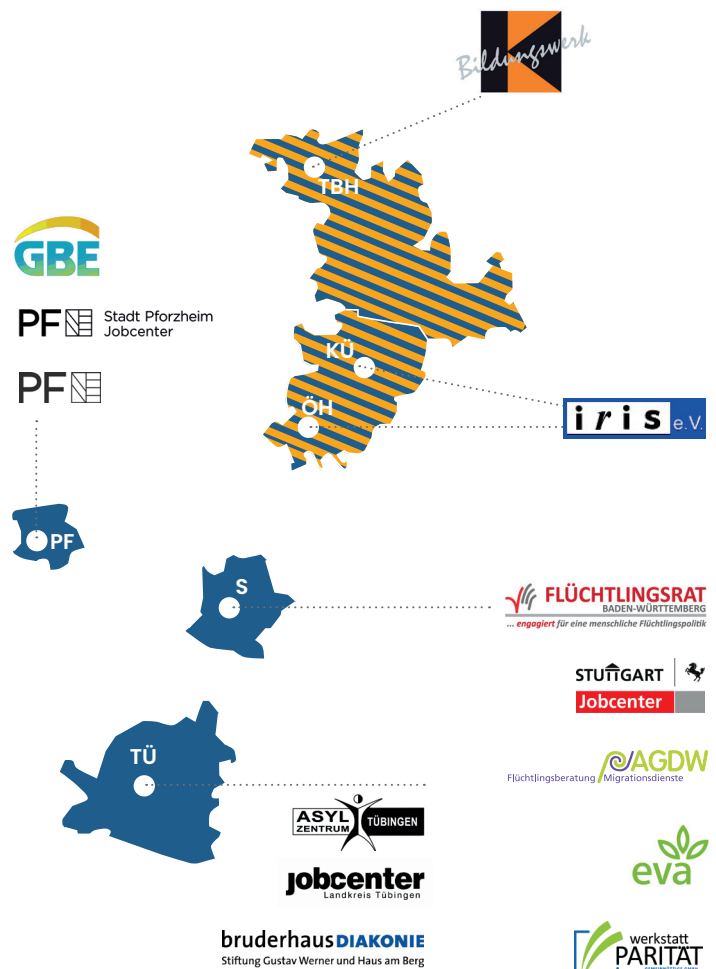 Bildungswerk
TBH
GBE
PF Stadt Pforzheim
Jobcenter
KÜ
PF
ÖH
iris e.V.
PF
S
FLÜCHTLINGSRAT
BADEN-WÜRTTEMBERG
... engagiert für eine menschliche Flüchtlingspolitik
STUTTGART
Jobcenter
TÜ
AGDW
Flüchtlingsberatung Migrationsdienste
ASYL
ZENTRUM
TÜBINGEN
eva
jobcenter
Landkreis Tübingen
bruderhausDIAKONIE
Stiftung Gustav Werner und Haus am Berg
werkstatt
PARITÄT